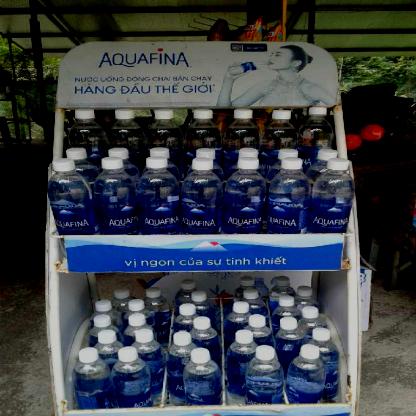 AQUAFINA
NƯỚC UỐNG ĐÓNG CHAI BÁN CHẠY
HÀNG ĐẦU THẾ GIỚI*
AQUAFINA
AQUAFINA
AQUAFINA
AQUAFINA
AQUAFINA
AQUAFINA
vị ngon của sự tinh khiết